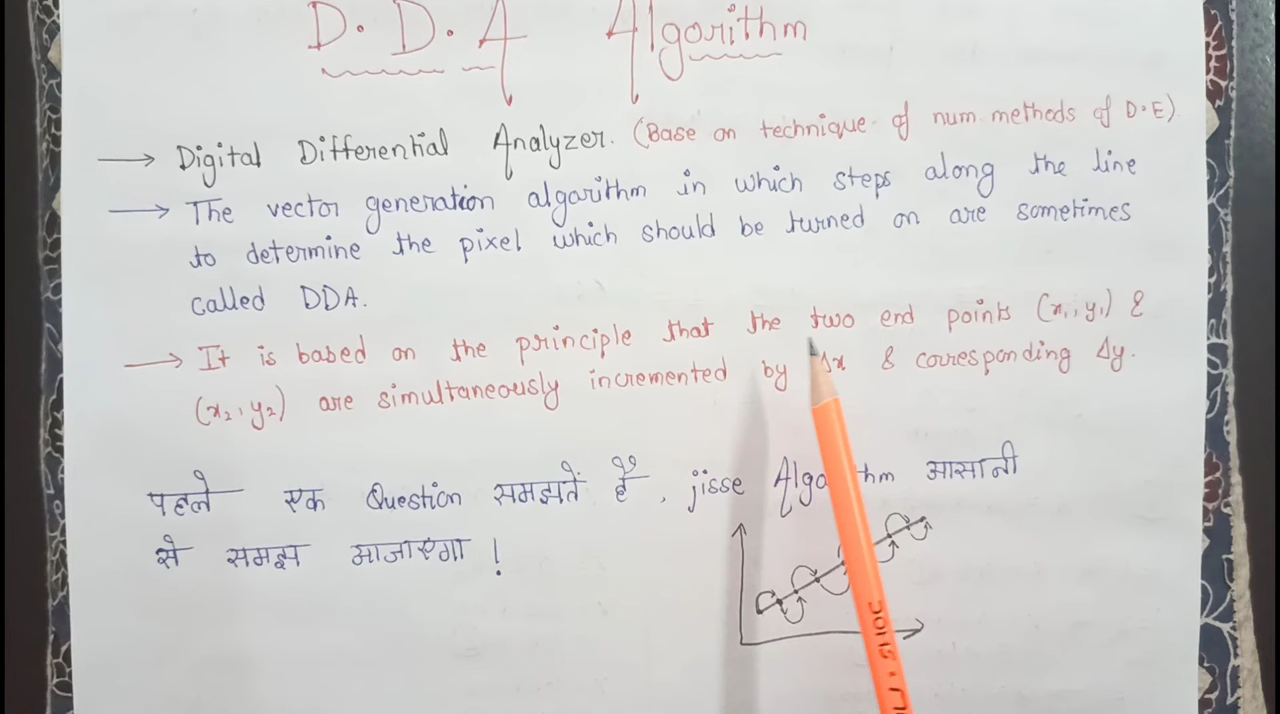 D.D.A Algorithm
→ Digital Differential Analyzer. (Base on technique of num. methods of D.E)
→ The vector generation algarithm in which steps along the line
to determine the pixel which should be turned on are sometimes
called DDA.
→ It is based on the principle that the two end points (x₁, y₁) &
(x₂, y₂) are simultaneously incremented by Δx & corresponding Δy.
पहले एक Question समझते हैं, jisse Algo thm आसानी
से समझ आजाएगा !